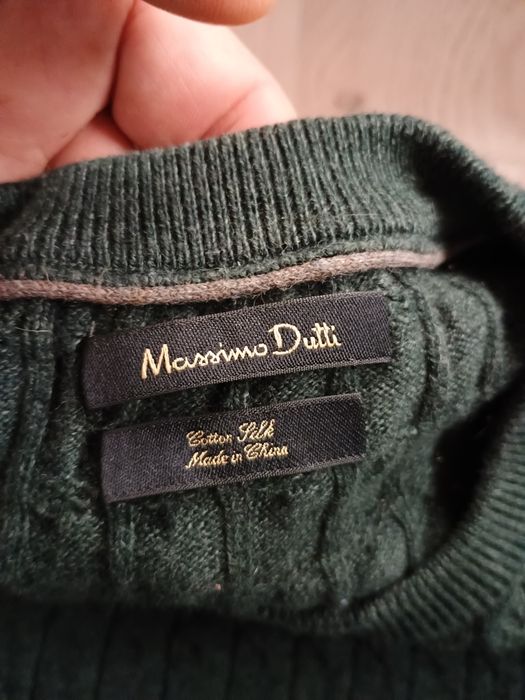 Massimo Dutti
Cotton Silk
Made in China